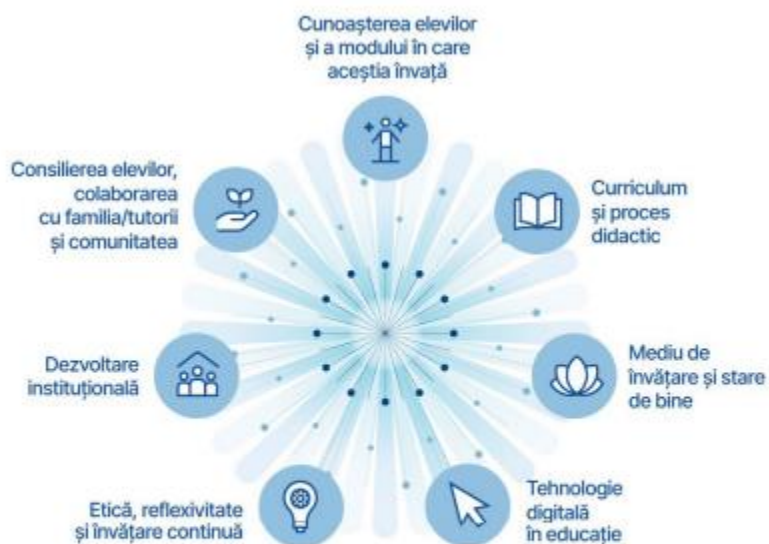 Cunoașterea elevilor
și a modului în care
aceștia învață
Curriculum
și proces
didactic
Mediu de
învățare și stare
de bine
Tehnologie
digitală
în educație
Etică, reflexivitate
și învățare continuă
Dezvoltare
instituțională
Consilierea elevilor,
colaborarea
cu familia/tutorii
și comunitatea